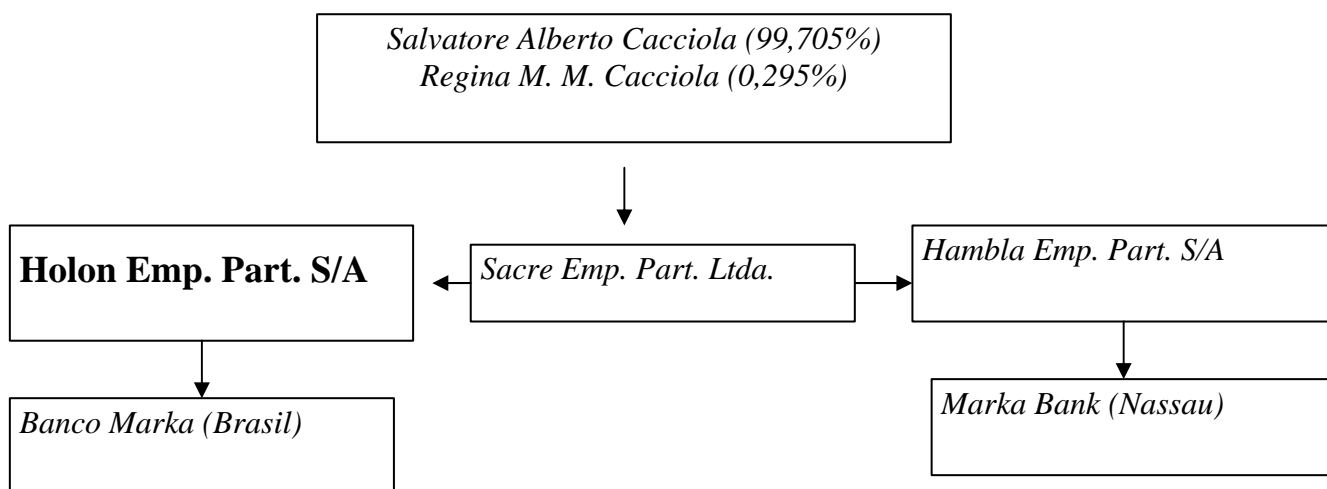 Salvatore Alberto Cacciola (99,705%)
Regina M. M. Cacciola (0,295%)
Holon Emp. Part. S/A
Sacre Emp. Part. Ltda.
Hambla Emp. Part. S/A
Banco Marka (Brasil)
Marka Bank (Nassau)